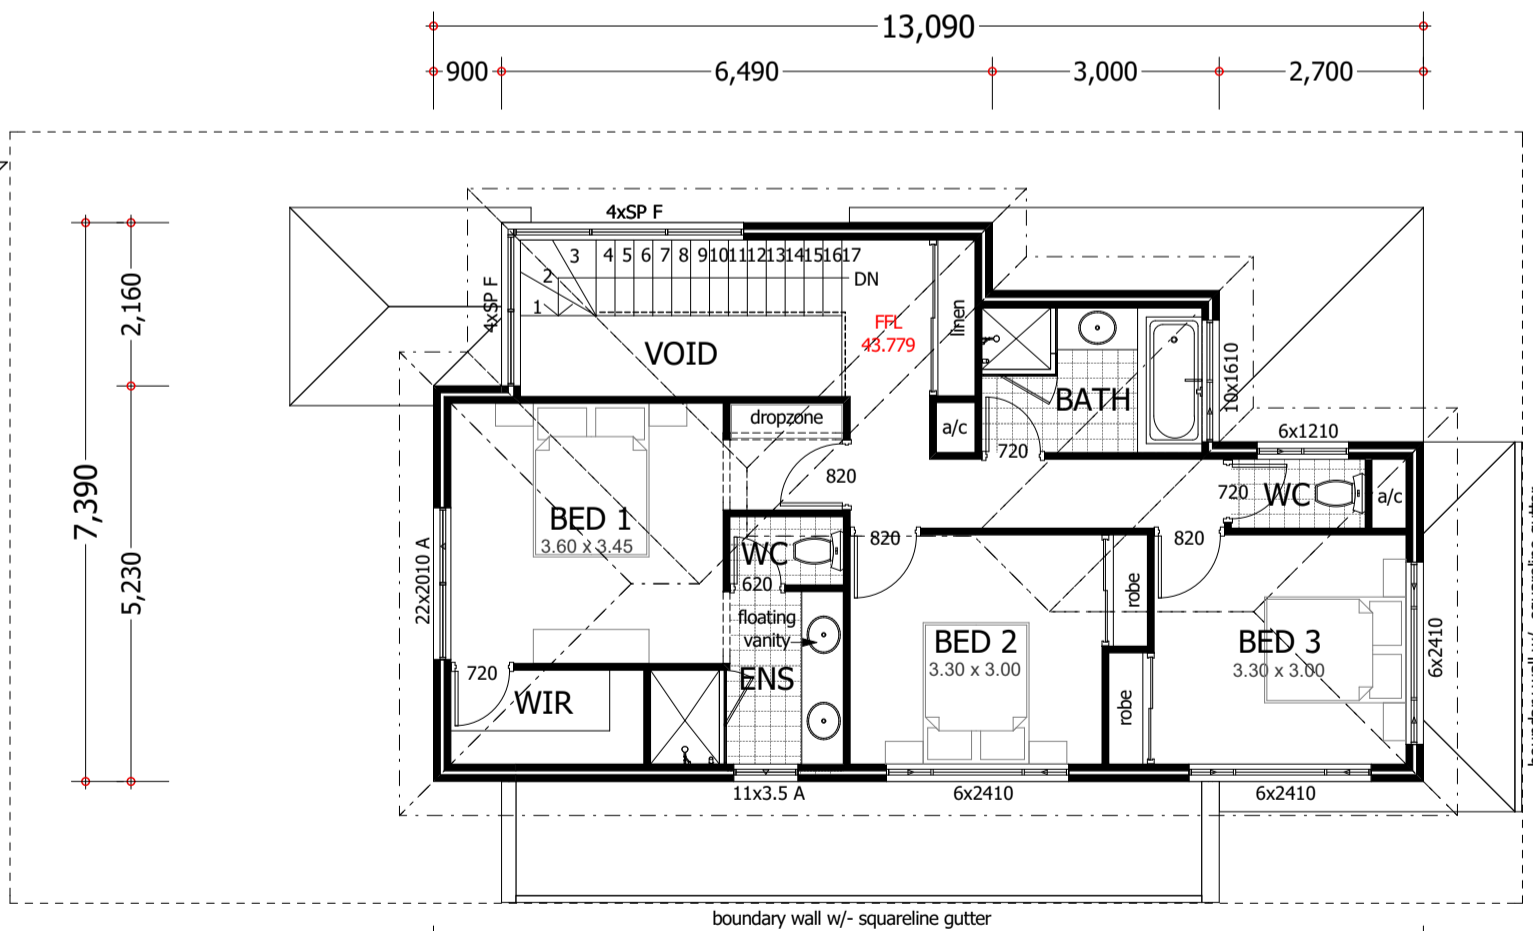 13,090
900
6,490
3,000
2,700
4xSP F
3
4 5 6 7 8 9 10 11 12 13 14 15 16 17
2
DN
1
4xSP F
2,160
linen
FFL
43.779
VOID
10x1610
BATH
dropzone
a/c
720
6x1210
820
7,390
BED 1
3.60 x 3.45
WC
720
WC
a/c
820
820
22x2010 A
5,230
620
robe
floating
vanity
BED 2
3.30 x 3.00
BED 3
3.30 x 3.00
6x2410
720
ENS
WIR
robe
11x3.5 A
6x2410
6x2410
boundary wall w/- squareline gutter